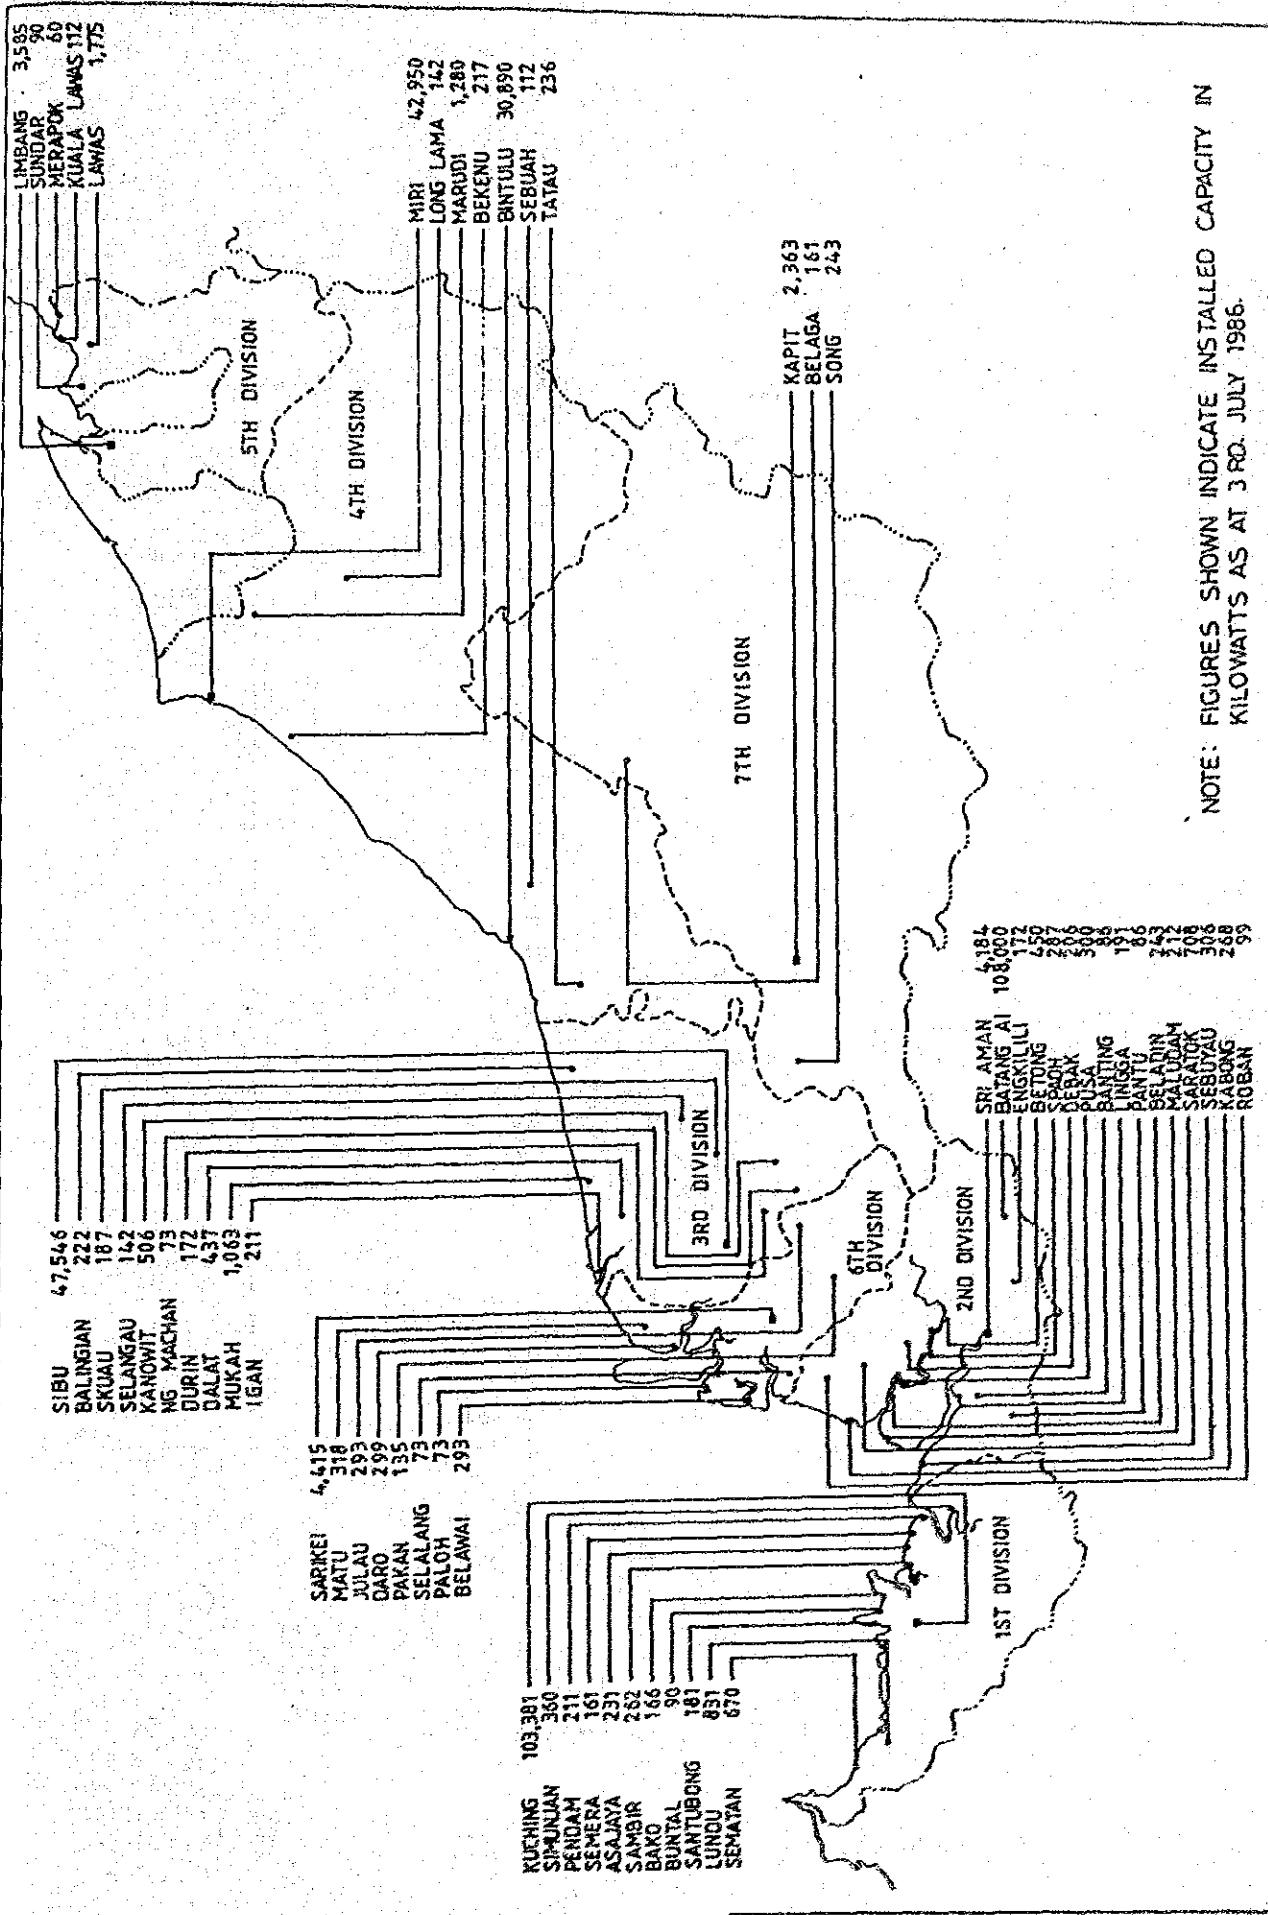 LIMBANG 3,585
SUNDAR 90
MERAPOK 60
KUALA LAWAS 112
LAWAS 1,775
MIRI 42,950
LONG LAMA 142
MARUDI 1,280
BEKENU 217
BINTULU 30,890
SEBUAH 112
TATAU 236
KAPIT 2,363
BELAGA 161
SONG 243
5TH DIVISION
4TH DIVISION
7TH DIVISION
SIBU 47,546
BALINGIAN 222
SKUAU 187
SELANGAU 142
KANOWIT 506
NG MACHAN 73
DURIN 172
DALAT 437
MUKAH 1,063
IGAN 211
3RD DIVISION
6TH
DIVISION
2ND DIVISION
SARIKEI 4,415
MATU 318
JULAU 293
DARO 299
PAKAN 135
SELALANG 73
PALOH 73
BELAWAI 293
SRI AMAN 4,184
BATANG AI 108,000
ENGKILILI 172
BETONG 450
SPAOH 287
DEBAK 206
PUSA 300
BANTING 86
LINGGA 191
PANTU 86
BELADIN 243
MALUDAM 212
SARATOK 708
SEBUYAU 306
KABONG 268
ROBAN 99
KUCHING 103,381
SIMUNJAN 360
PENDAM 211
SEMERA 161
ASAJAYA 231
SAMBIR 262
BAKO 166
BUNTAL 90
SANTUBONG 181
LUNDU 831
SEMATAN 670
1ST DIVISION
NOTE: FIGURES SHOWN INDICATE INSTALLED CAPACITY IN
KILOWATTS AS AT 3 RD. JULY 1986.